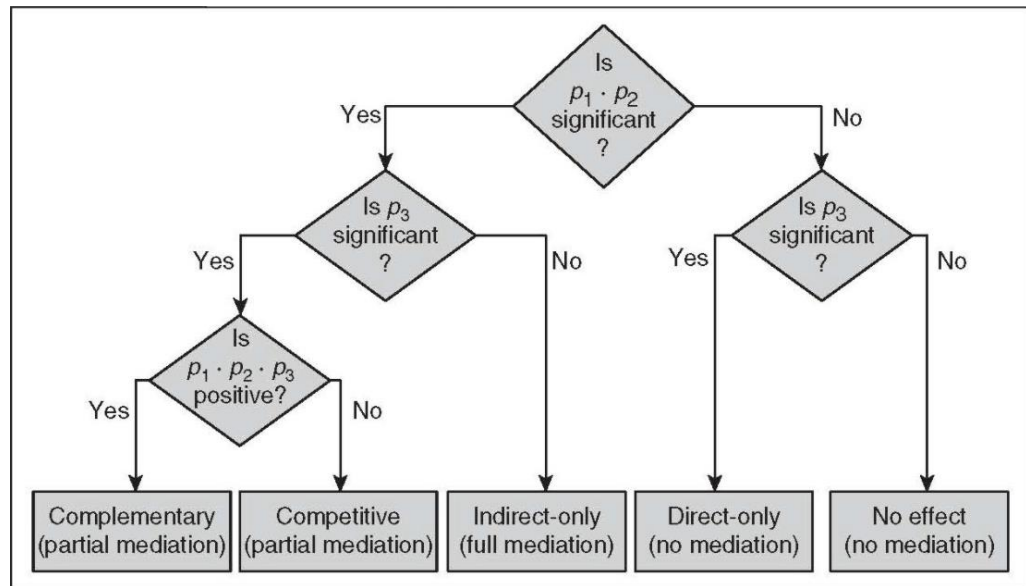 Is
p₁ · p₂
significant
?
Yes
No
Is p₃
significant
?
Is p₃
significant
?
Yes
No
Yes
No
Is
p₁ · p₂ · p₃
positive?
Yes
No
Complementary
(partial mediation)
Competitive
(partial mediation)
Indirect-only
(full mediation)
Direct-only
(no mediation)
No effect
(no mediation)